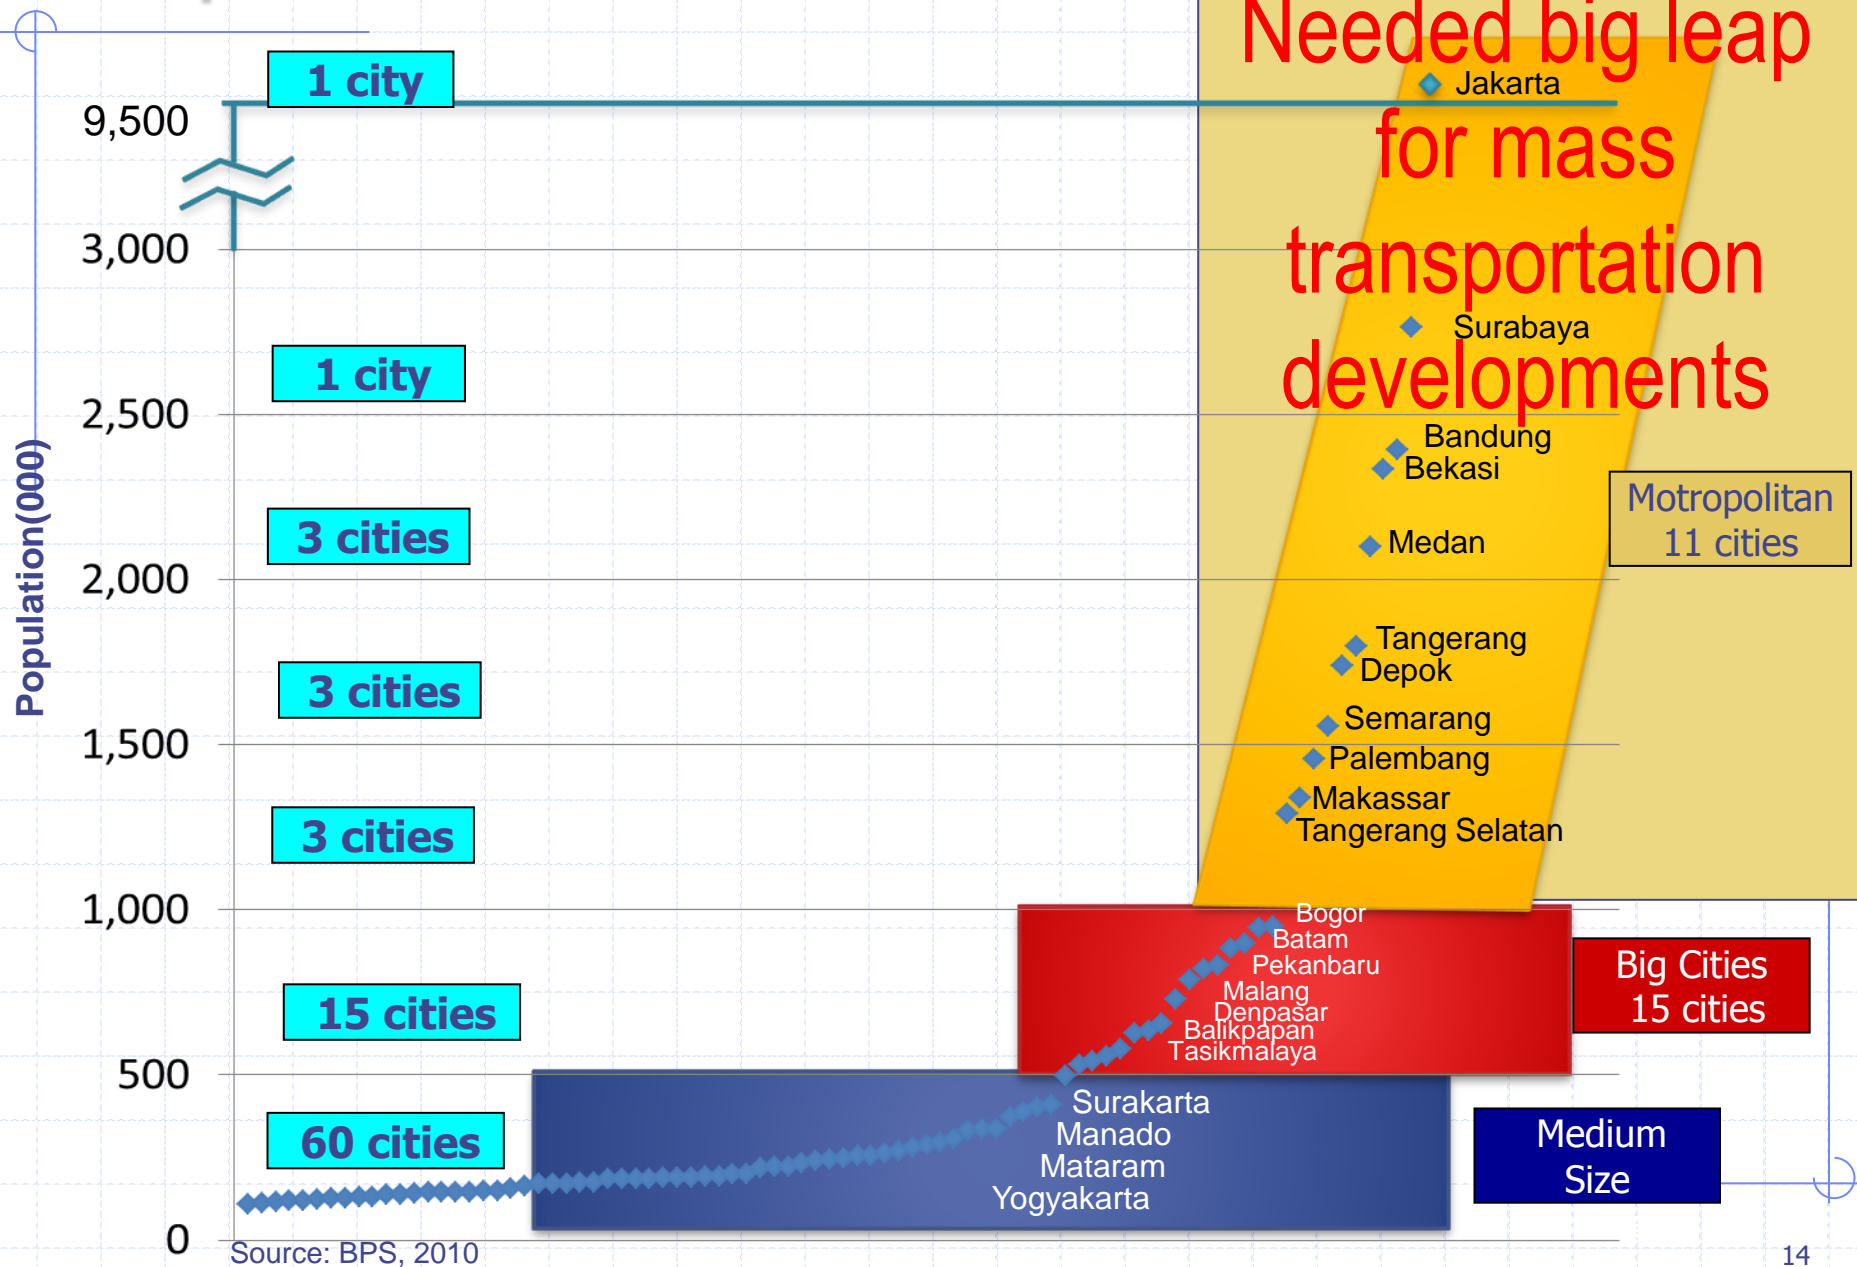 Needed big leap
for mass
transportation
developments
1 city
9,500
3,000
1 city
2,500
3 cities
2,000
3 cities
1,500
3 cities
1,000
15 cities
500
60 cities
0
Population(000)
Jakarta
Surabaya
Bandung
Bekasi
Medan
Tangerang
Depok
Semarang
Palembang
Makassar
Tangerang Selatan
Motropolitan
11 cities
Bogor
Batam
Pekanbaru
Malang
Denpasar
Balikpapan
Tasikmalaya
Big Cities
15 cities
Surakarta
Manado
Mataram
Yogyakarta
Medium
Size
Source: BPS, 2010
14